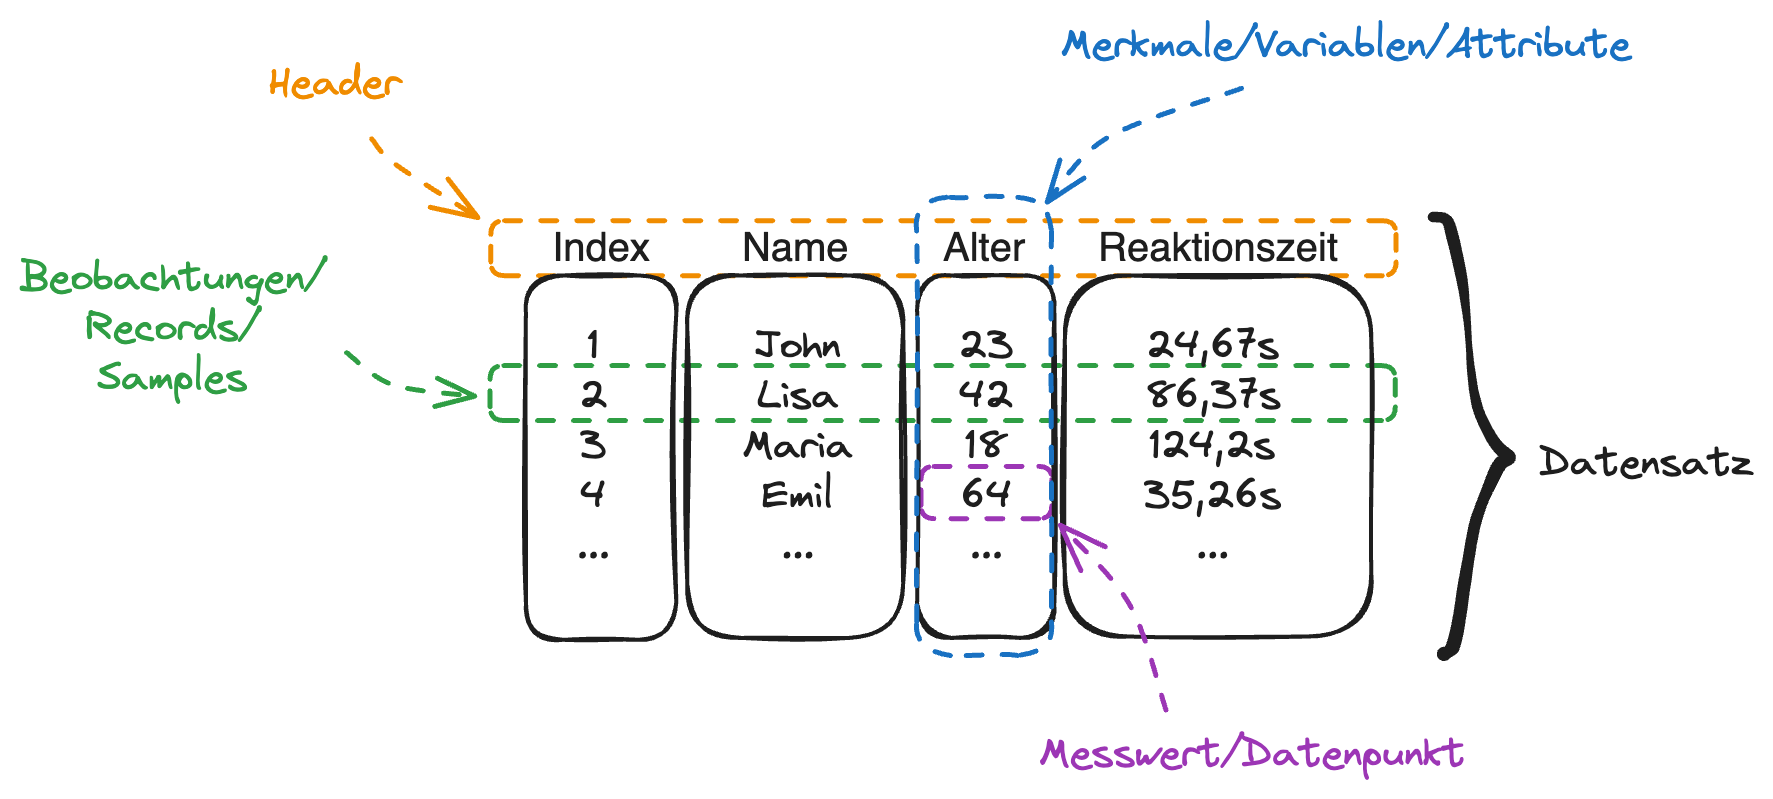 Merkmale/Variablen/Attribute
Header
Index Name Alter Reaktionszeit
Beobachtungen/
Records/
Samples
1 John 23 24,67s
2 Lisa 42 86,37s
3 Maria 18 124,2s
4 Emil 64 35,26s
... ... ... ...
Datensatz
Messwert/Datenpunkt